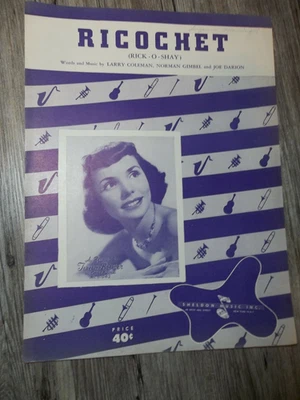 RICOCHET
(RICK-O-SHAY)
Words and Music by LARRY COLEMAN, NORMAN GIMBEL and JOE DARION
SHELDON MUSIC INC.
PRICE
40¢